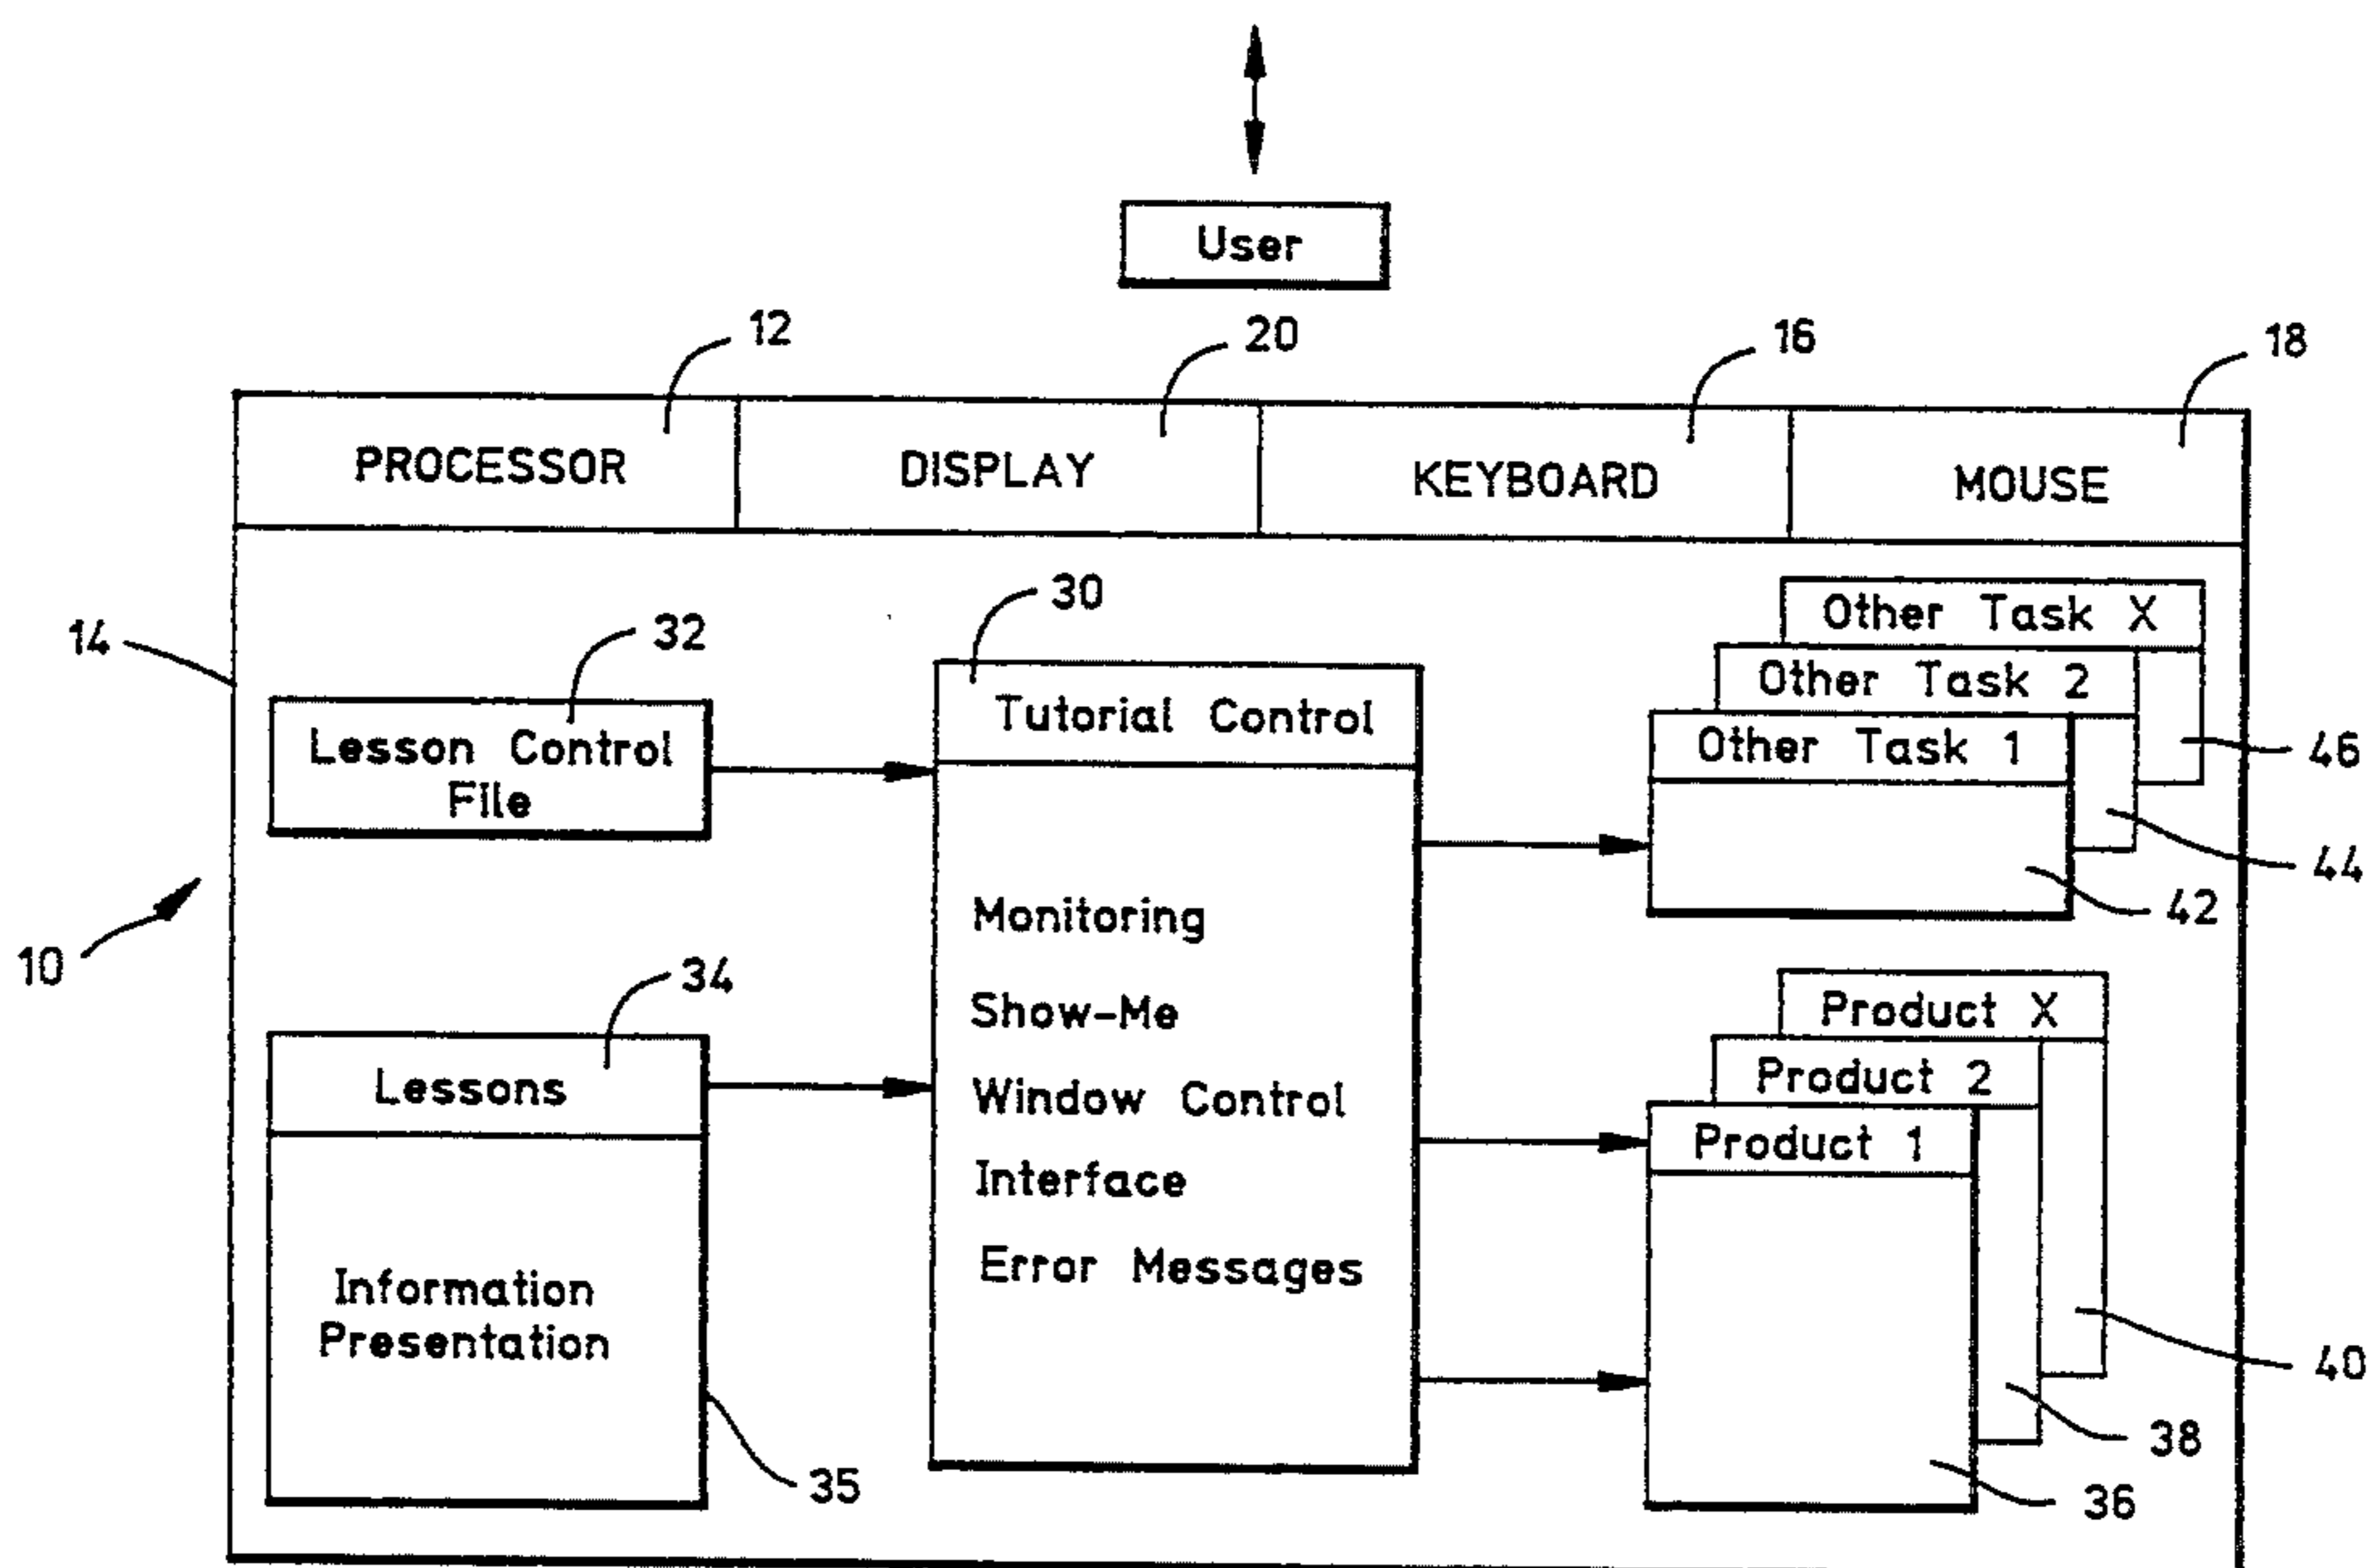 User
12
20
16
18
PROCESSOR
DISPLAY
KEYBOARD
MOUSE
14
10
32
Lesson Control
File
34
Lessons
Information
Presentation
35
30
Tutorial Control
Monitoring
Show-Me
Window Control
Interface
Error Messages
Other Task X
Other Task 2
Other Task 1
46
44
42
Product X
Product 2
Product 1
40
38
36